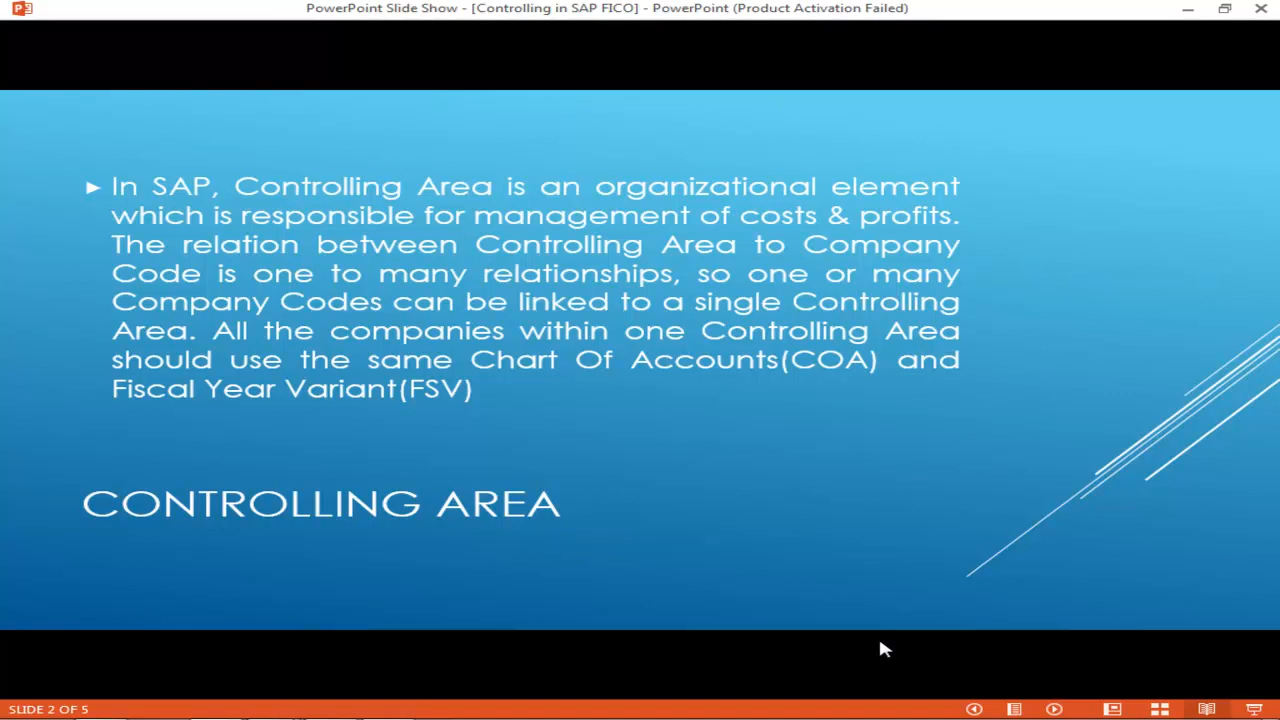 PowerPoint Slide Show - [Controlling in SAP FICO] - PowerPoint (Product Activation Failed)
► In SAP, Controlling Area is an organizational element
which is responsible for management of costs & profits.
The relation between Controlling Area to Company
Code is one to many relationships, so one or many
Company Codes can be linked to a single Controlling
Area. All the companies within one Controlling Area
should use the same Chart Of Accounts(COA) and
Fiscal Year Variant(FSV)
CONTROLLING AREA
SLIDE 2 OF 5